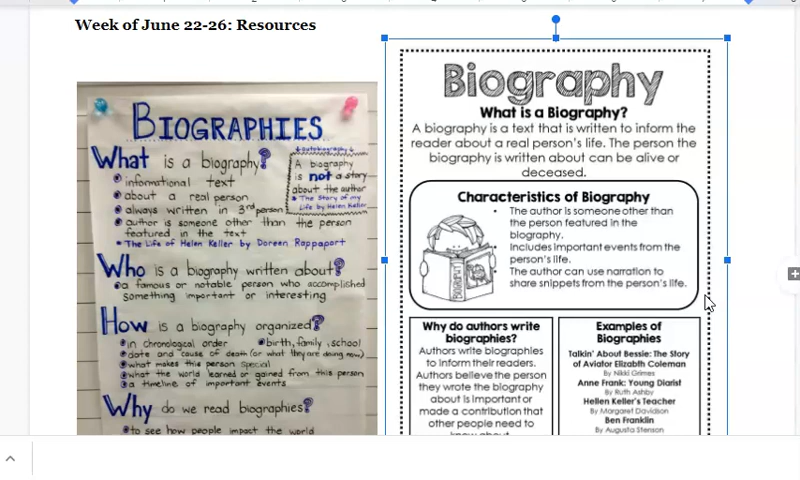 Week of June 22-26: Resources
BIOGRAPHIES
What is a biography?
informational text
about a real person
always written in 3rd person
author is someone other than the person
featured in the text
The Life of Helen Keller by Doreen Rappaport
autobiography
A biography
is not a story
about the author
The Story of my
Life by Helen Keller
Who is a biography written about?
a famous or notable person who accomplished
something important or interesting
How is a biography organized?
in chronological order
birth, family, school
date and cause of death (or what they are doing now)
what makes this person special
what the world learned or gained from this person
a timeline of important events
Why do we read biographies?
to see how people impact the world
Biography
What is a Biography?
A biography is a text that is written to inform the
reader about a real person's life. The person the
biography is written about can be alive or
deceased.
Characteristics of Biography
• The author is someone other than
the person featured in the
biography.
• Includes important events from the
person's life.
• The author can use narration to
share snippets from the person's life.
BIOGRAPHY
Why do authors write
biographies?
Authors write biographies
to inform their readers.
Authors believe the person
they wrote the biography
about is important or
made a contribution that
other people need to
know about.
Examples of
Biographies
Talkin' About Bessie: The Story
of Aviator Elizabth Coleman
By Nikki Grimes
Anne Frank: Young Diarist
By Ruth Ashby
Hellen Keller's Teacher
By Margaret Davidson
Ben Franklin
By Augusta Stenson